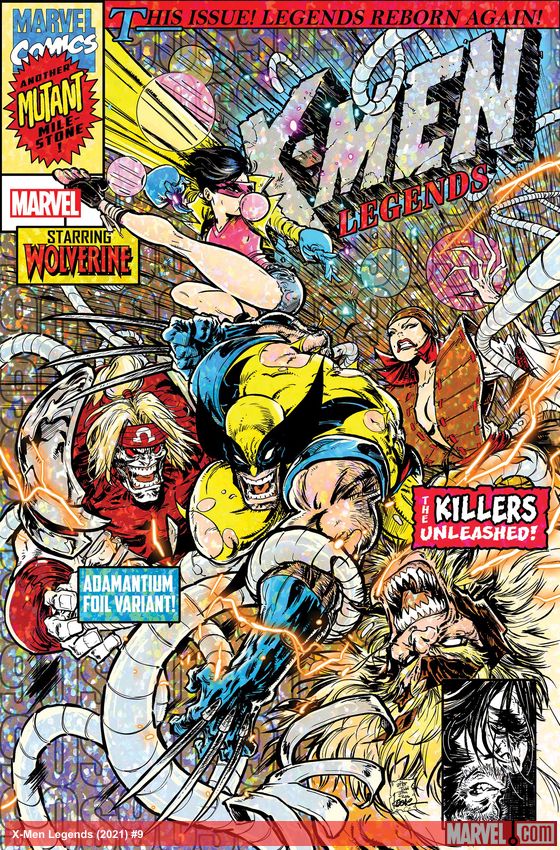 MARVEL
COMICS
ANOTHER
MUTANT
MILE-
STONE!
THIS ISSUE! LEGENDS REBORN AGAIN!
X-MEN
LEGENDS
MARVEL
STARRING
WOLVERINE
THE
KILLERS
UNLEASHED!
ADAMANTIUM
FOIL VARIANT!
X-Men Legends (2021) #9
MARVEL.com